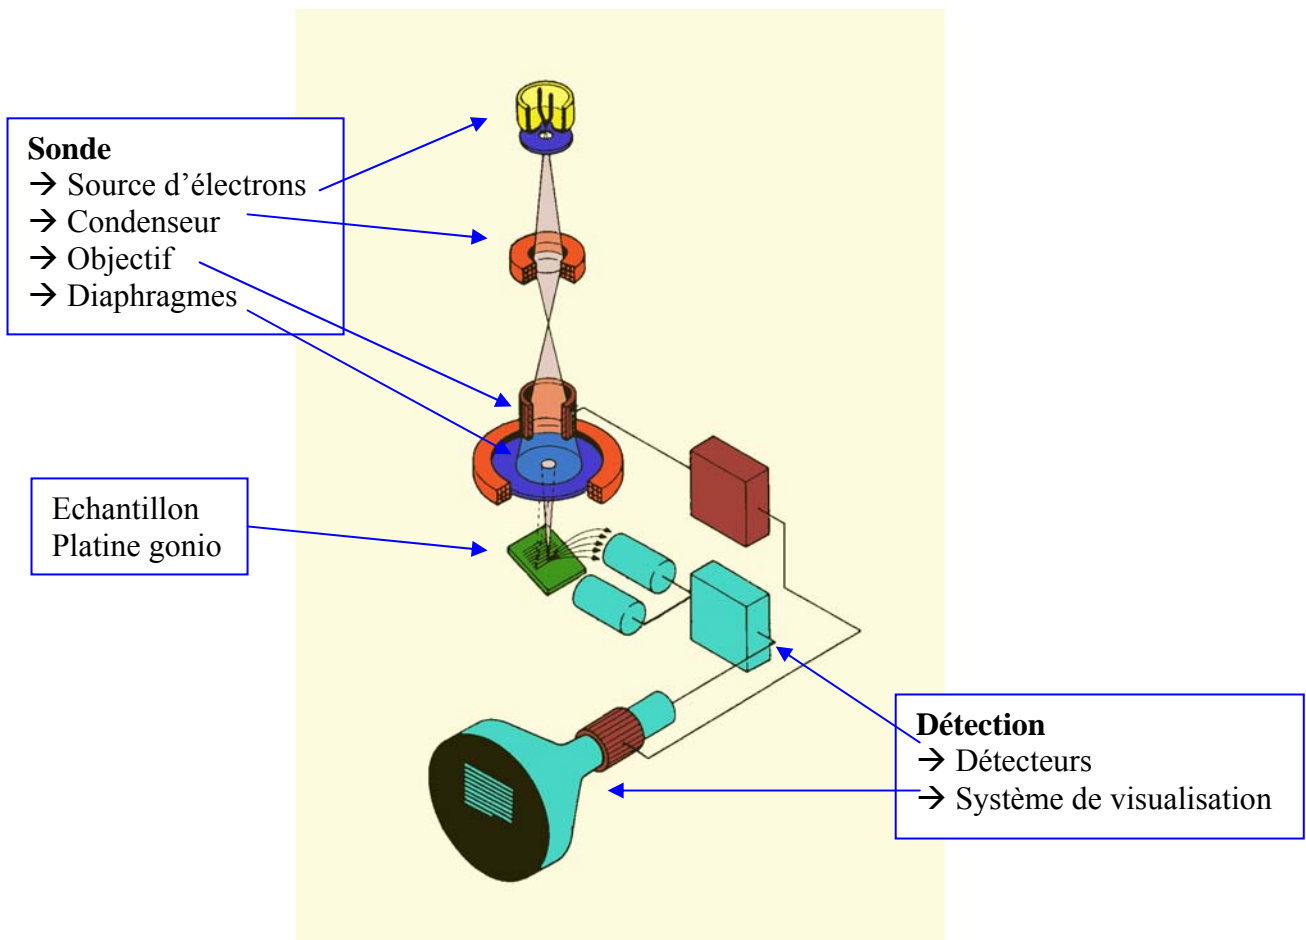 Sonde
→ Source d’électrons
→ Condenseur
→ Objectif
→ Diaphragmes
Echantillon
Platine gonio
Détection
→ Détecteurs
→ Système de visualisation